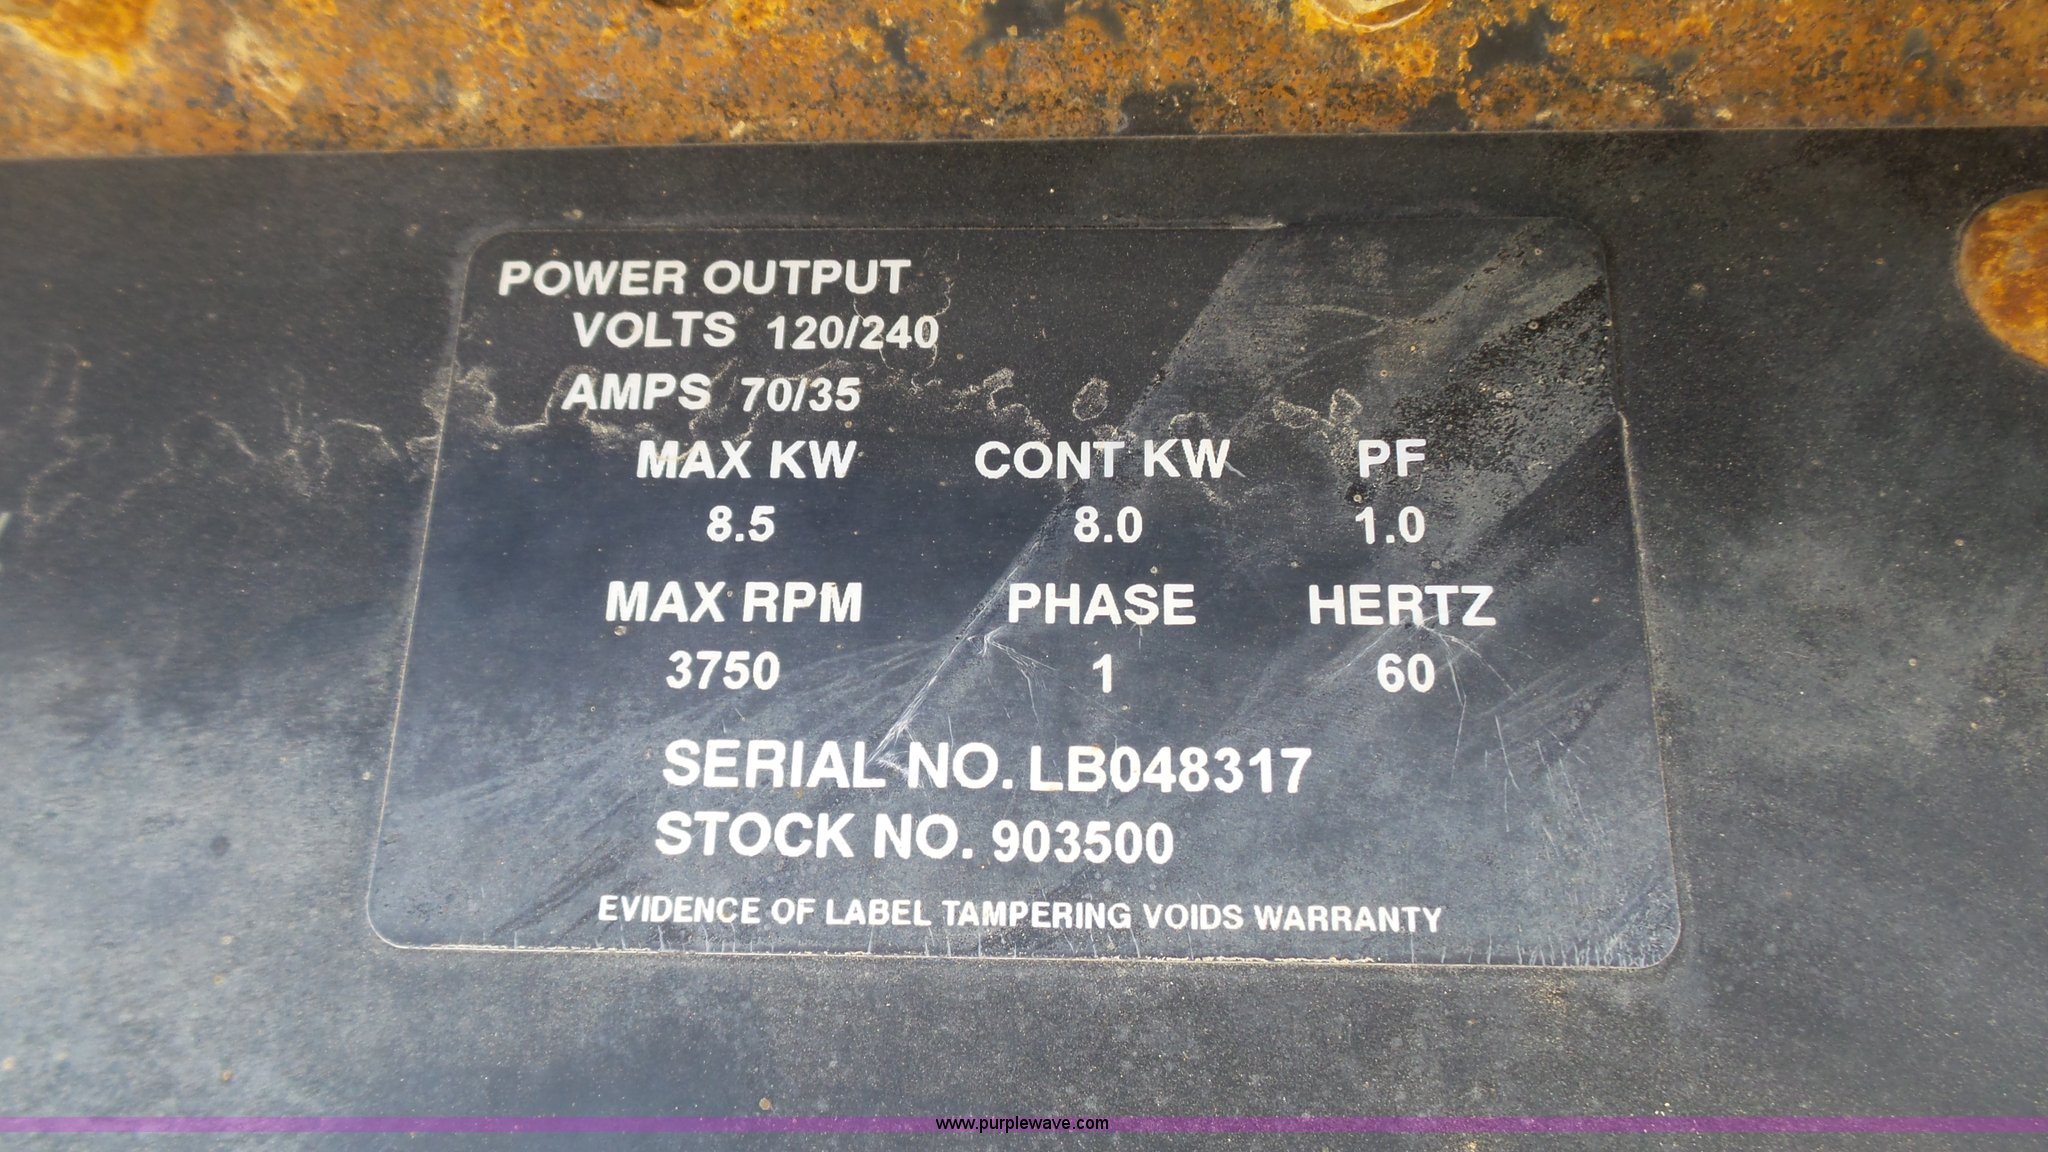 POWER OUTPUT
VOLTS 120/240
AMPS 70/35
MAX KW CONT KW PF
8.5 8.0 1.0
MAX RPM PHASE HERTZ
3750 1 60
SERIAL NO. LB048317
STOCK NO. 903500
EVIDENCE OF LABEL TAMPERING VOIDS WARRANTY
www.purplewave.com